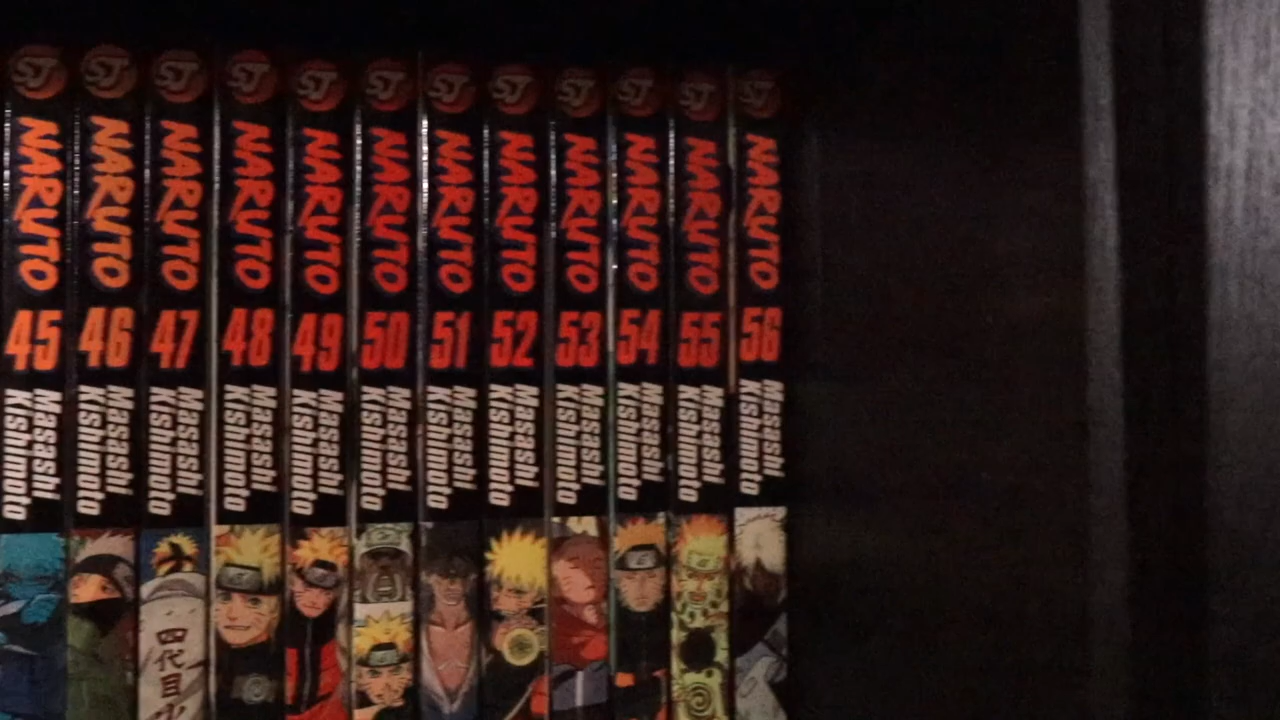 SJ
NARUTO
45
Masashi
Kishimoto
SJ
NARUTO
46
Masashi
Kishimoto
SJ
NARUTO
47
Masashi
Kishimoto
四代目火
SJ
NARUTO
48
Masashi
Kishimoto
SJ
NARUTO
49
Masashi
Kishimoto
SJ
NARUTO
50
Masashi
Kishimoto
SJ
NARUTO
51
Masashi
Kishimoto
SJ
NARUTO
52
Masashi
Kishimoto
SJ
NARUTO
53
Masashi
Kishimoto
SJ
NARUTO
54
Masashi
Kishimoto
SJ
NARUTO
55
Masashi
Kishimoto
SJ
NARUTO
56
Masashi
Kishimoto